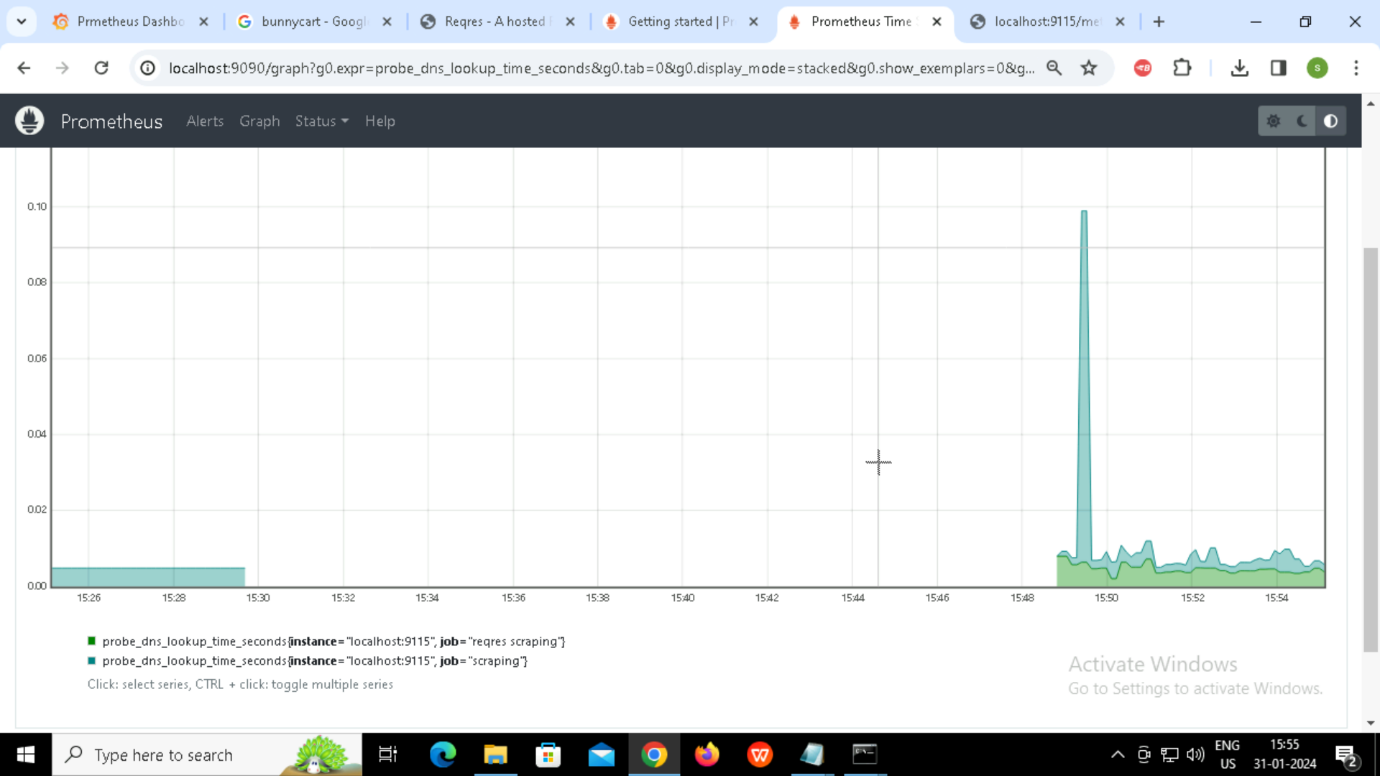 Prmetheus Dashbo
bunnycart - Google
Reqres - A hosted
Getting started | Pr
Prometheus Time
localhost:9115/me
localhost:9090/graph?g0.expr=probe_dns_lookup_time_seconds&g0.tab=0&g0.display_mode=stacked&g0.show_exemplars=0&g...
s
Prometheus Alerts Graph Status Help
0.10
0.08
0.06
0.04
0.02
0.00
15:26 15:28 15:30 15:32 15:34 15:36 15:38 15:40 15:42 15:44 15:46 15:48 15:50 15:52 15:54
probe_dns_lookup_time_seconds{instance="localhost:9115", job="reqres scraping"}
probe_dns_lookup_time_seconds{instance="localhost:9115", job="scraping"}
Click: select series, CTRL + click: toggle multiple series
Activate Windows
Go to Settings to activate Windows.
Type here to search
ENG
US
15:55
31-01-2024
2